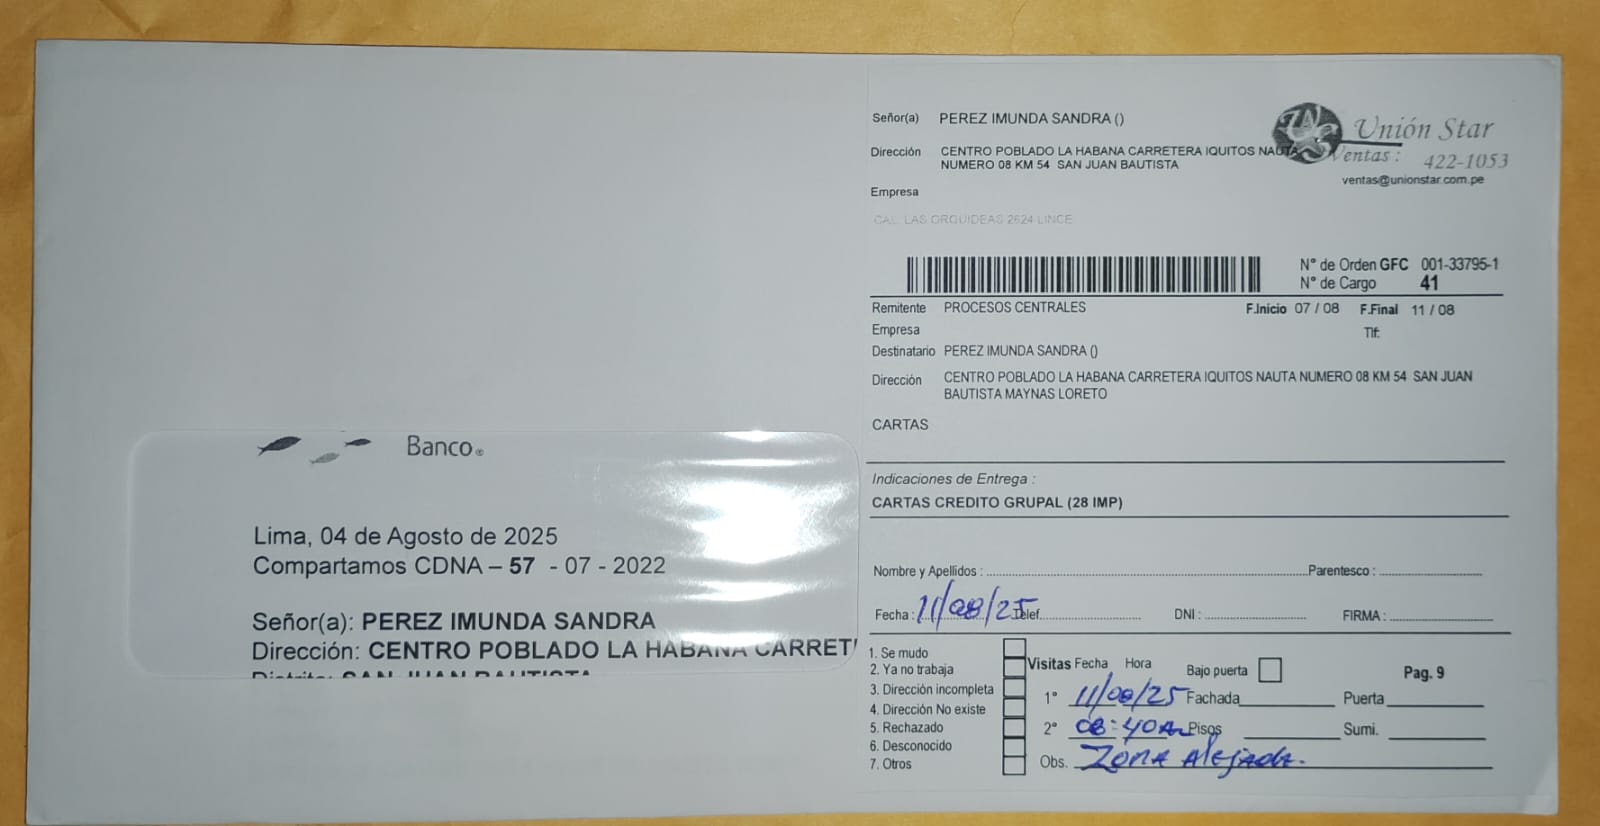 Señor(a) PEREZ IMUNDA SANDRA ()
Dirección CENTRO POBLADO LA HABANA CARRETERA IQUITOS NAUTA
NUMERO 08 KM 54 SAN JUAN BAUTISTA
Empresa
CAL. LAS ORQUIDEAS 2624 LINCE
Unión Star
Ventas : 422-1053
ventas@unionstar.com.pe
N° de Orden GFC 001-33795-1
N° de Cargo 41
Remitente PROCESOS CENTRALES F.Inicio 07 / 08 F.Final 11 / 08
Empresa Tlf:
Destinatario PEREZ IMUNDA SANDRA ()
Dirección CENTRO POBLADO LA HABANA CARRETERA IQUITOS NAUTA NUMERO 08 KM 54 SAN JUAN
BAUTISTA MAYNAS LORETO
CARTAS
Indicaciones de Entrega :
CARTAS CREDITO GRUPAL (28 IMP)
Nombre y Apellidos : Parentesco :
Fecha : 11/08/25 Telef. DNI : FIRMA :
1. Se mudo
2. Ya no trabaja
3. Dirección incompleta
4. Dirección No existe
5. Rechazado
6. Desconocido
7. Otros
Visitas Fecha Hora Bajo puerta Pag. 9
1° 11/08/25 Fachada Puerta
2° 08:40 Am Pisos Sumi.
Obs. Zona Alejada.
Banco
Lima, 04 de Agosto de 2025
Compartamos CDNA – 57 - 07 - 2022
Señor(a): PEREZ IMUNDA SANDRA
Dirección: CENTRO POBLADO LA HABANA CARRET
Distrito: SAN JUAN BAUTISTA